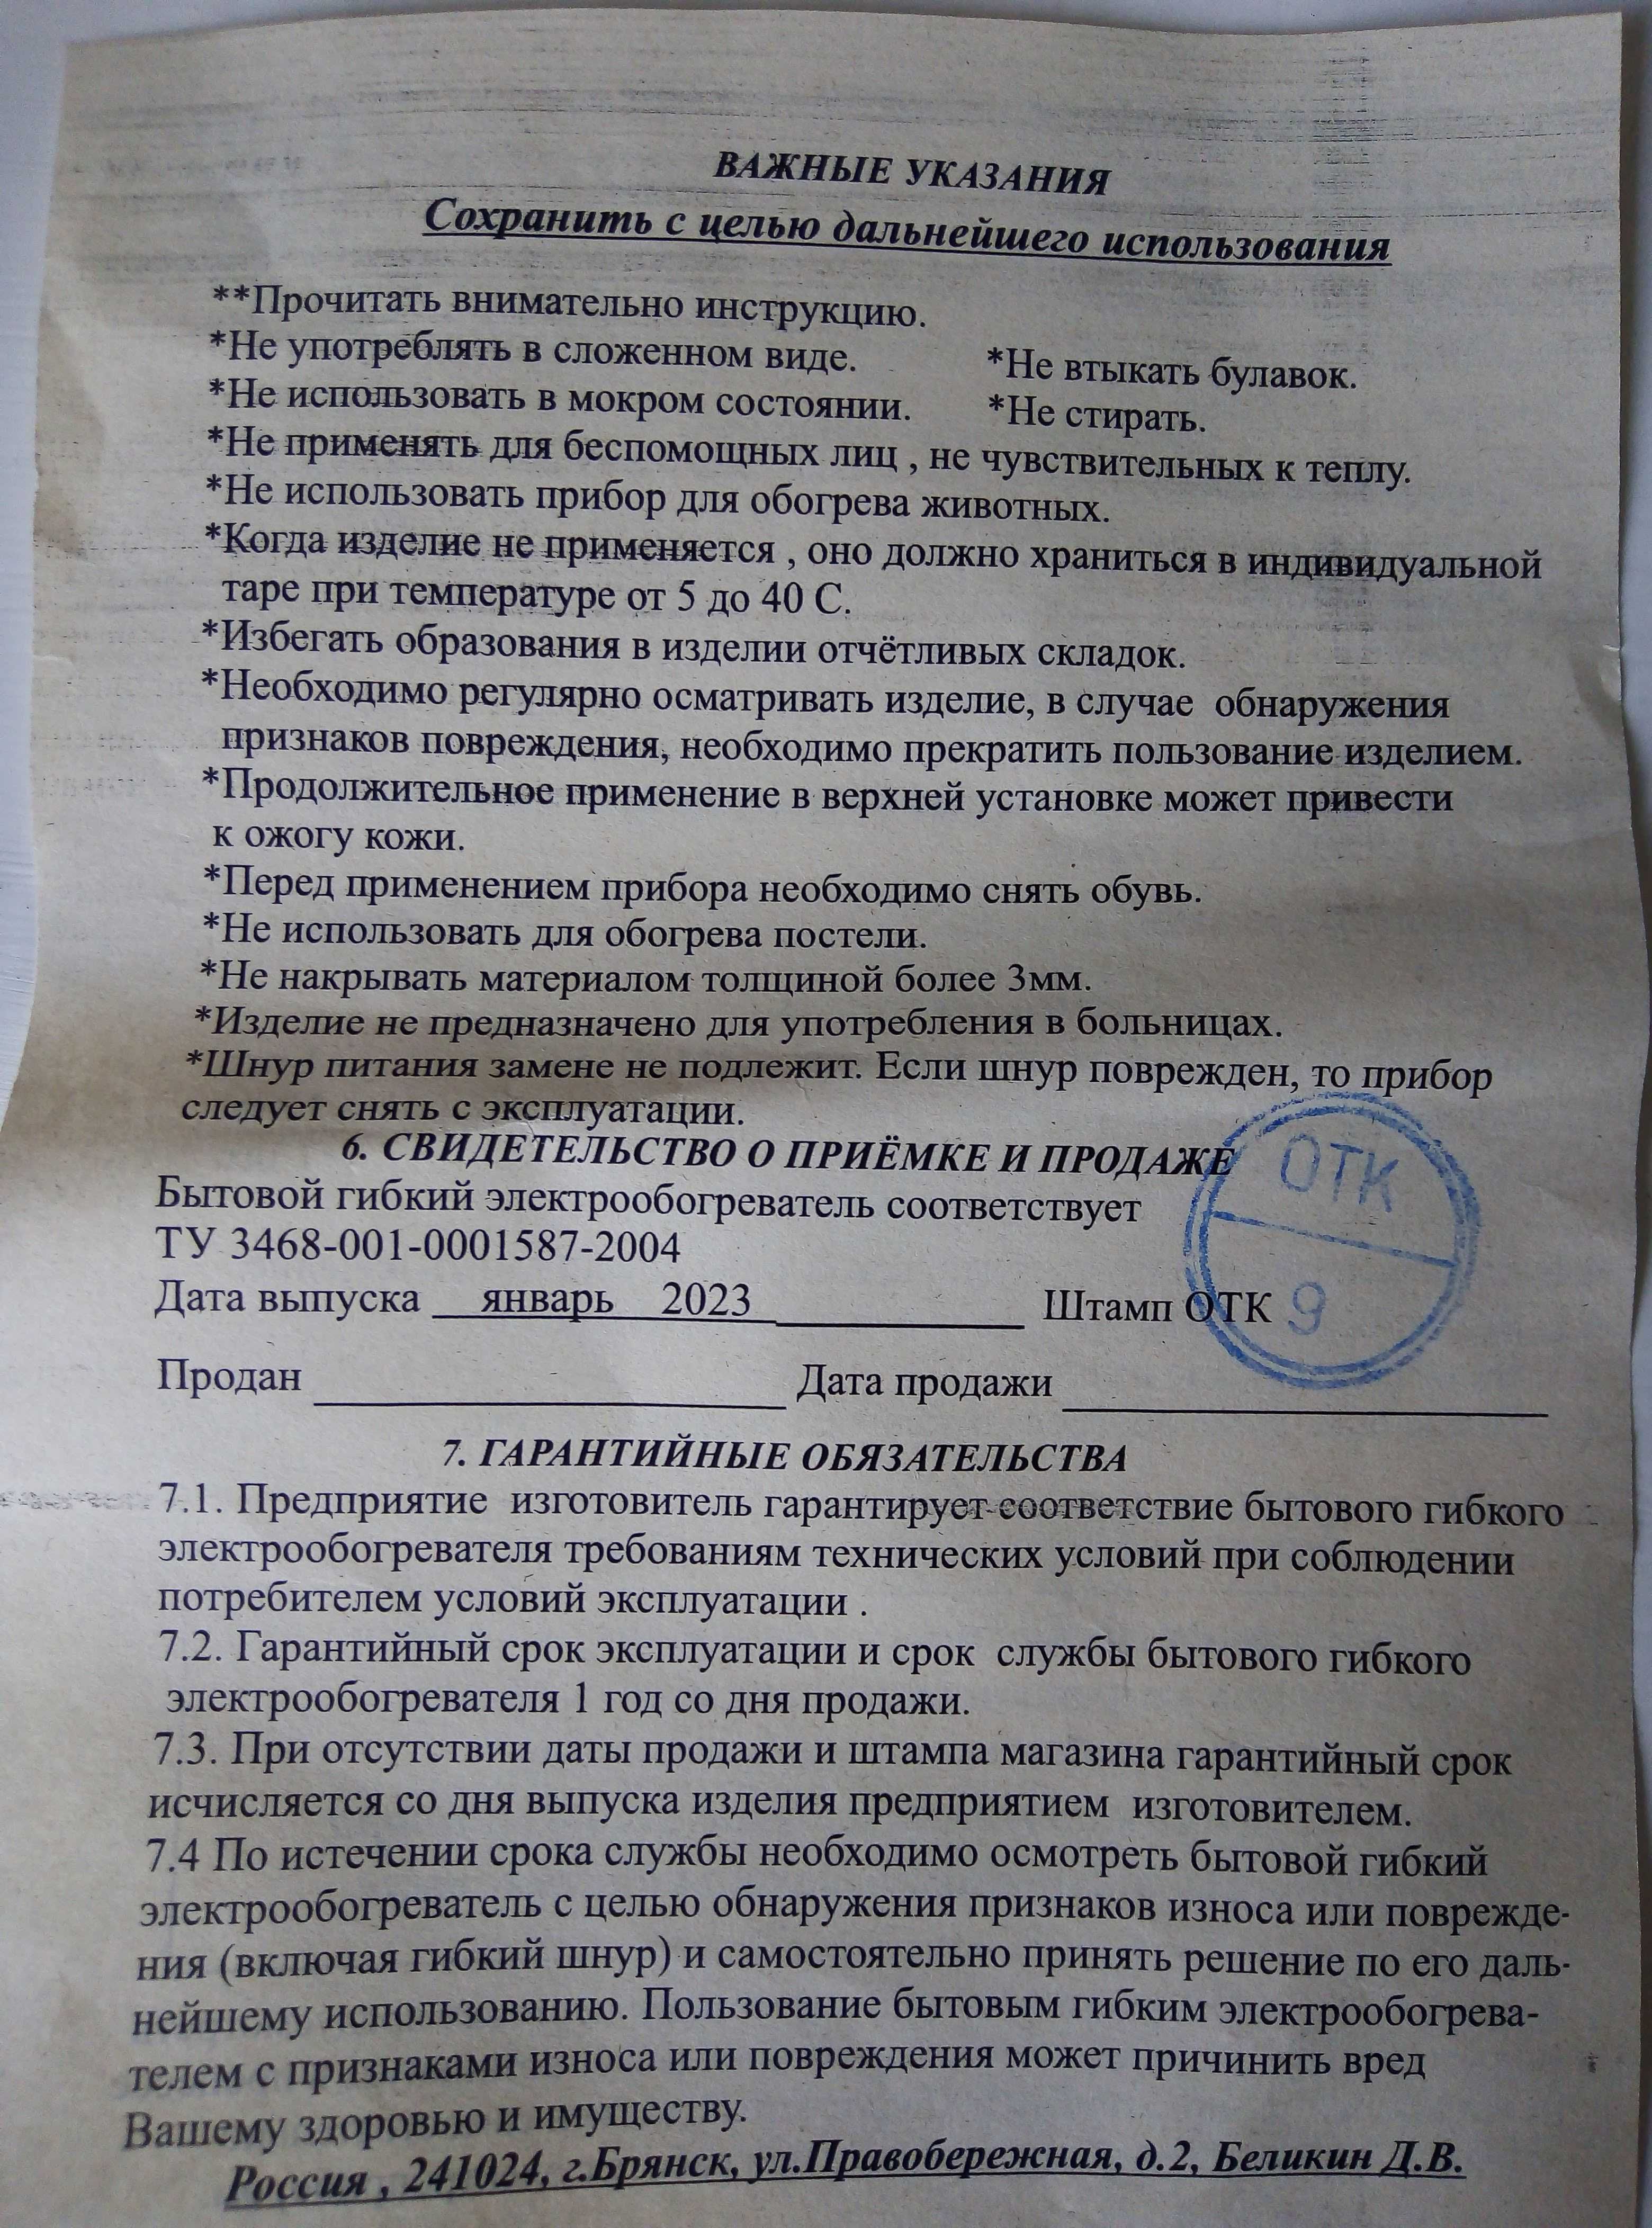 ВАЖНЫЕ УКАЗАНИЯ
Сохранить с целью дальнейшего использования
**Прочитать внимательно инструкцию.
*Не употреблять в сложенном виде. *Не втыкать булавок.
*Не использовать в мокром состоянии. *Не стирать.
*Не применять для беспомощных лиц , не чувствительных к теплу.
*Не использовать прибор для обогрева животных.
*Когда изделие не применяется , оно должно храниться в индивидуальной
таре при температуре от 5 до 40 С.
*Избегать образования в изделии отчётливых складок.
*Необходимо регулярно осматривать изделие, в случае обнаружения
признаков повреждения, необходимо прекратить пользование изделием.
*Продолжительное применение в верхней установке может привести
к ожогу кожи.
*Перед применением прибора необходимо снять обувь.
*Не использовать для обогрева постели.
*Не накрывать материалом толщиной более 3мм.
*Изделие не предназначено для употребления в больницах.
*Шнур питания замене не подлежит. Если шнур поврежден, то прибор
следует снять с эксплуатации.
6. СВИДЕТЕЛЬСТВО О ПРИЁМКЕ И ПРОДАЖЕ
Бытовой гибкий электрообогреватель соответствует
ТУ 3468-001-0001587-2004
Дата выпуска январь 2023 Штамп ОТК
ОТК
9
Продан Дата продажи
7. ГАРАНТИЙНЫЕ ОБЯЗАТЕЛЬСТВА
7.1. Предприятие изготовитель гарантирует соответствие бытового гибкого
электрообогревателя требованиям технических условий при соблюдении
потребителем условий эксплуатации .
7.2. Гарантийный срок эксплуатации и срок службы бытового гибкого
электрообогревателя 1 год со дня продажи.
7.3. При отсутствии даты продажи и штампа магазина гарантийный срок
исчисляется со дня выпуска изделия предприятием изготовителем.
7.4 По истечении срока службы необходимо осмотреть бытовой гибкий
электрообогреватель с целью обнаружения признаков износа или поврежде-
ния (включая гибкий шнур) и самостоятельно принять решение по его даль-
нейшему использованию. Пользование бытовым гибким электрообогрева-
телем с признаками износа или повреждения может причинить вред
Вашему здоровью и имуществу.
Россия , 241024, г.Брянск, ул.Правобережная, д.2, Беликин Д.В.